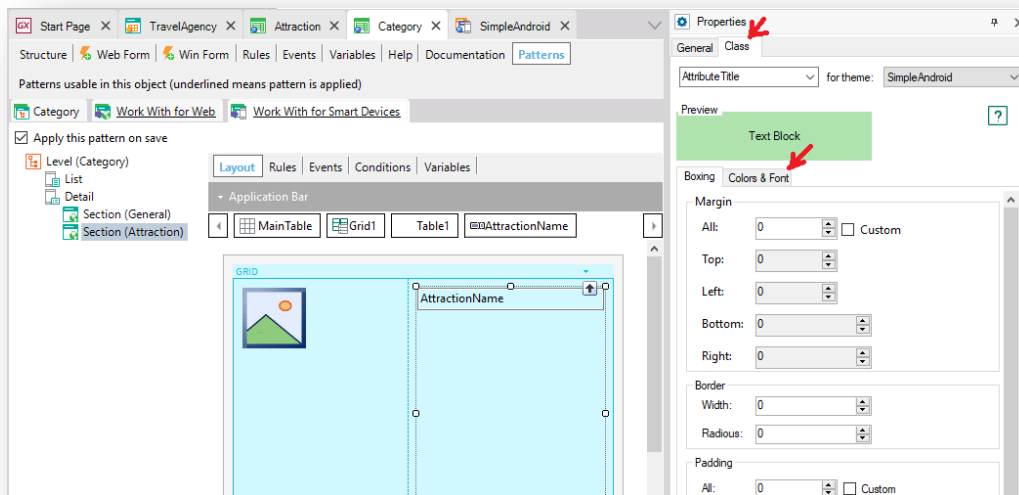 GX Start Page TravelAgency Attraction Category SimpleAndroid
Structure Web Form Win Form Rules Events Variables Help Documentation Patterns
Patterns usable in this object (underlined means pattern is applied)
Category Work With for Web Work With for Smart Devices
Apply this pattern on save
Level (Category)
List
Detail
Section (General)
Section (Attraction)
Layout Rules Events Conditions Variables
Application Bar
MainTable Grid1 Table1 AttractionName
GRID
AttractionName
Properties
General Class
AttributeTitle for theme: SimpleAndroid
Preview
?
Text Block
Boxing Colors & Font
Margin
All: 0 Custom
Top: 0
Left: 0
Bottom: 0
Right: 0
Border
Width: 0
Radious: 0
Padding
All: 0 Custom